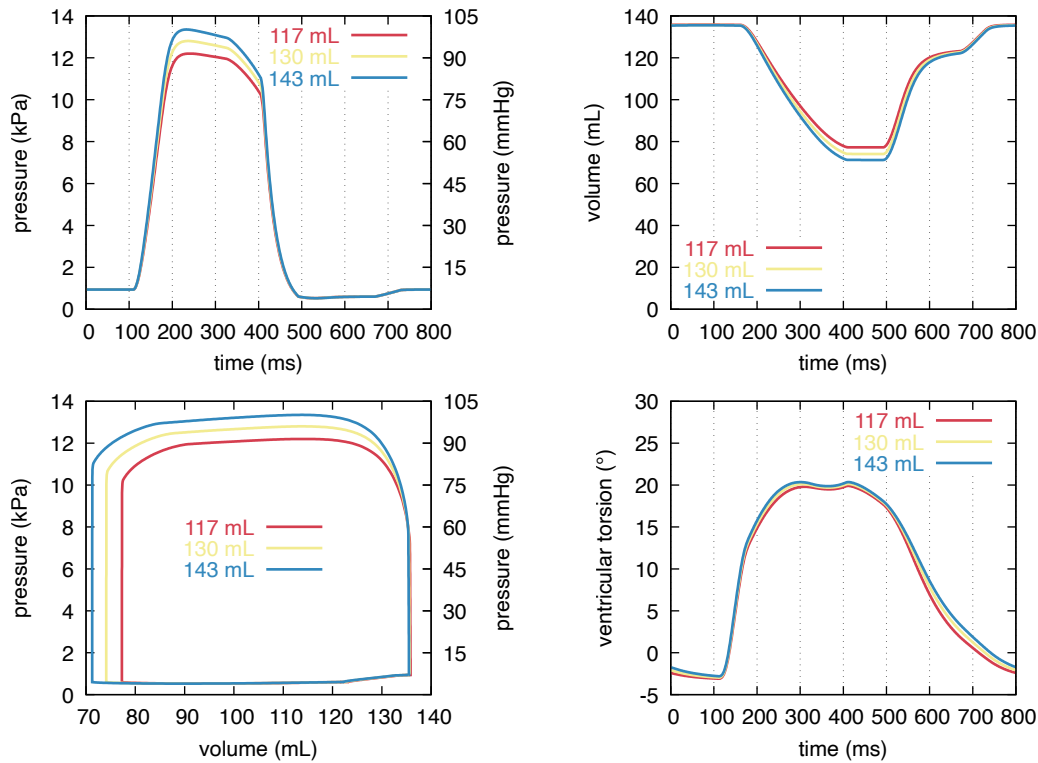 14
12
10
8
6
4
2
0
pressure (kPa)
105
90
75
60
45
30
15
pressure (mmHg)
117 mL
130 mL
143 mL
0 100 200 300 400 500 600 700 800
time (ms)
140
120
100
80
60
40
20
0
volume (mL)
117 mL
130 mL
143 mL
0 100 200 300 400 500 600 700 800
time (ms)
14
12
10
8
6
4
2
0
pressure (kPa)
105
90
75
60
45
30
15
pressure (mmHg)
117 mL
130 mL
143 mL
70 80 90 100 110 120 130 140
volume (mL)
30
25
20
15
10
5
0
-5
ventricular torsion (°)
117 mL
130 mL
143 mL
0 100 200 300 400 500 600 700 800
time (ms)